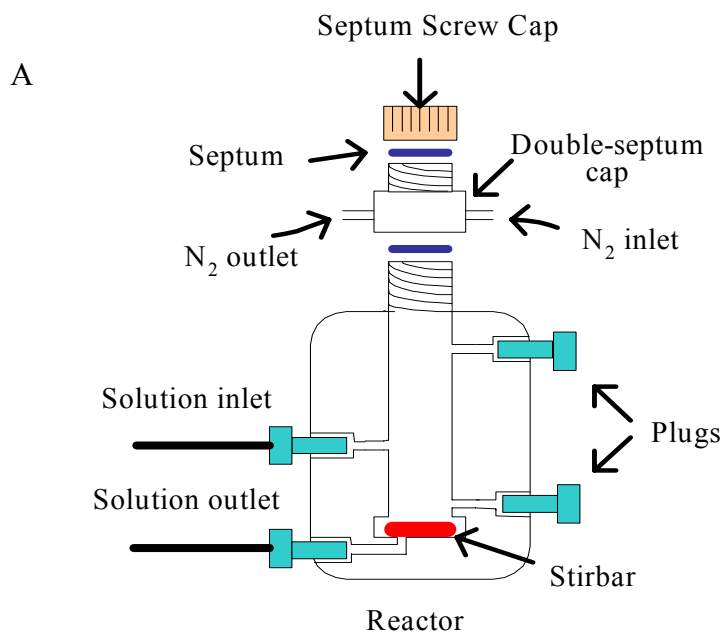 Septum Screw Cap
A
Septum
Double-septum
cap
N₂ outlet
N₂ inlet
Solution inlet
Plugs
Solution outlet
Stirbar
Reactor